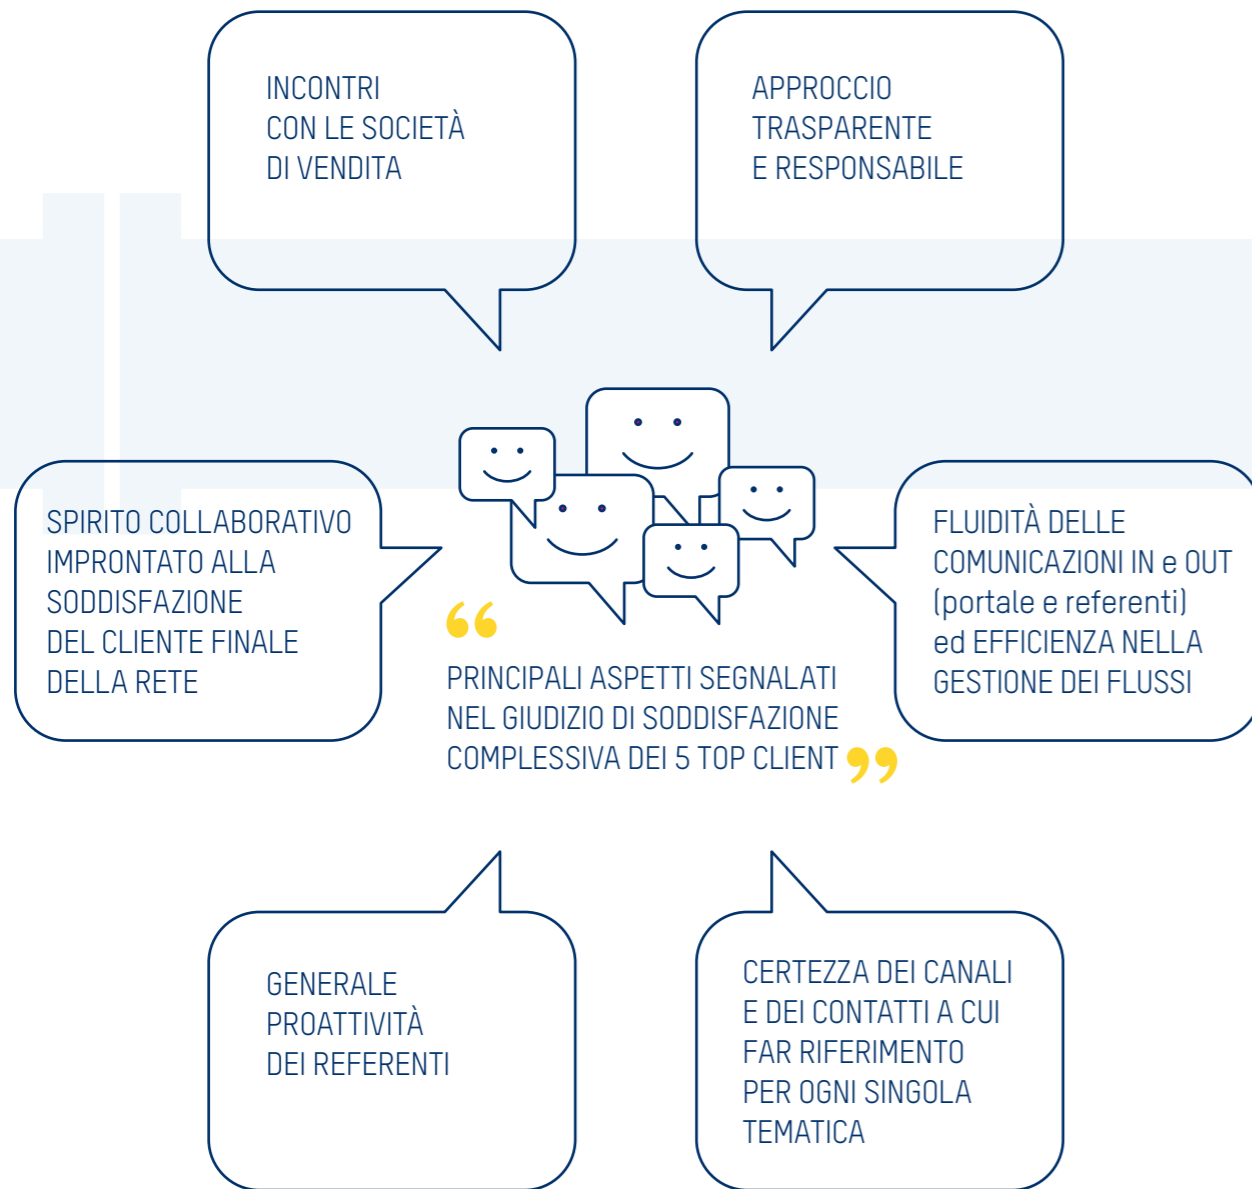 INCONTRI
CON LE SOCIETÀ
DI VENDITA
APPROCCIO
TRASPARENTE
E RESPONSABILE
SPIRITO COLLABORATIVO
IMPRONTATO ALLA
SODDISFAZIONE
DEL CLIENTE FINALE
DELLA RETE
“
PRINCIPALI ASPETTI SEGNALATI
NEL GIUDIZIO DI SODDISFAZIONE
COMPLESSIVA DEI 5 TOP CLIENT ”
FLUIDITÀ DELLE
COMUNICAZIONI IN e OUT
(portale e referenti)
ed EFFICIENZA NELLA
GESTIONE DEI FLUSSI
GENERALE
PROATTIVITÀ
DEI REFERENTI
CERTEZZA DEI CANALI
E DEI CONTATTI A CUI
FAR RIFERIMENTO
PER OGNI SINGOLA
TEMATICA